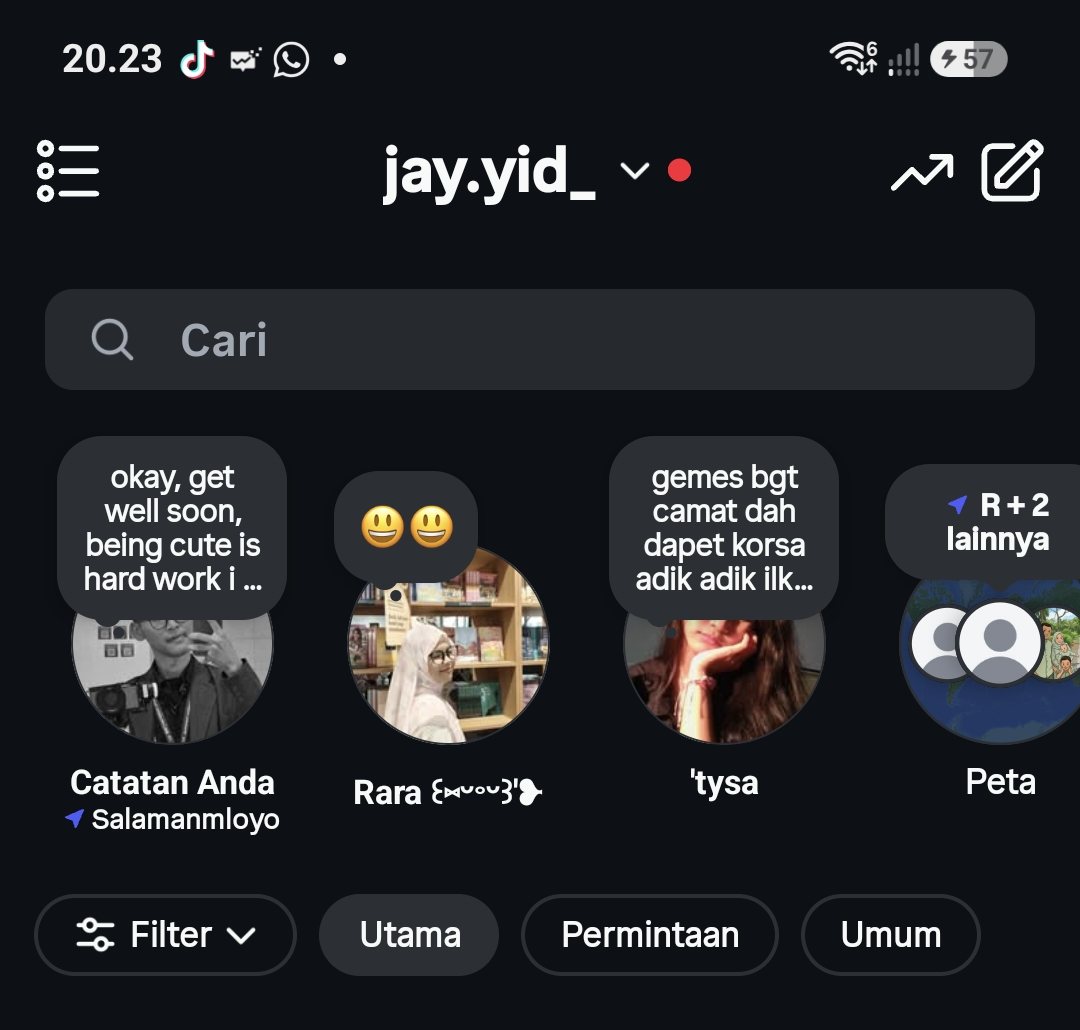 20.23
6
57
jay.yid_
Cari
okay, get
well soon,
being cute is
hard work i ...
😃😃
gemes bgt
camat dah
dapet korsa
adik adik ilk...
R + 2
lainnya
Catatan Anda
Salamanmloyo
Rara ꒰⑅ᵕ༚ᵕ꒱'❥
'tysa
Peta
Filter
Utama
Permintaan
Umum